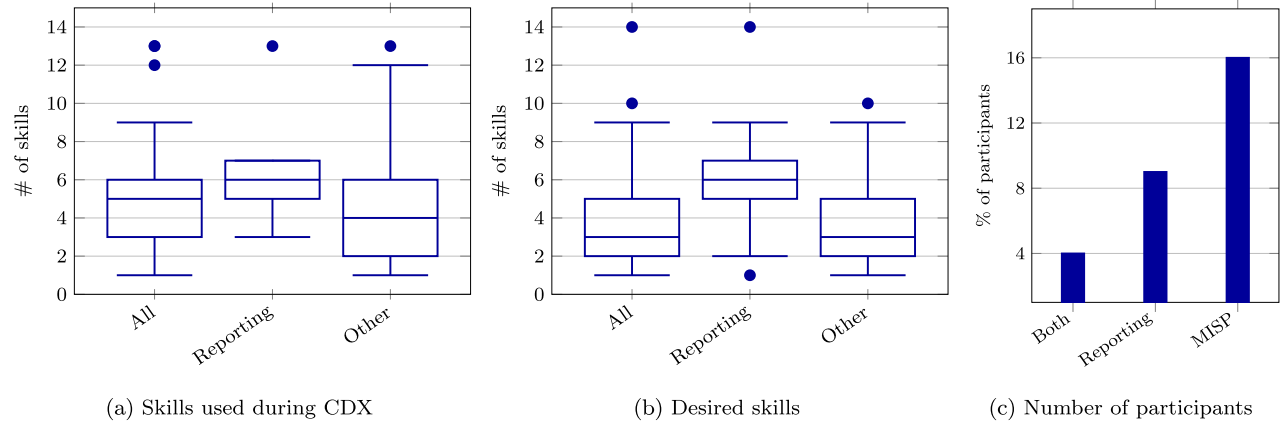 # of skills
14
12
10
8
6
4
2
0
All
Reporting
Other
(a) Skills used during CDX
# of skills
14
12
10
8
6
4
2
0
All
Reporting
Other
(b) Desired skills
% of participants
16
12
8
4
Both
Reporting
MISP
(c) Number of participants